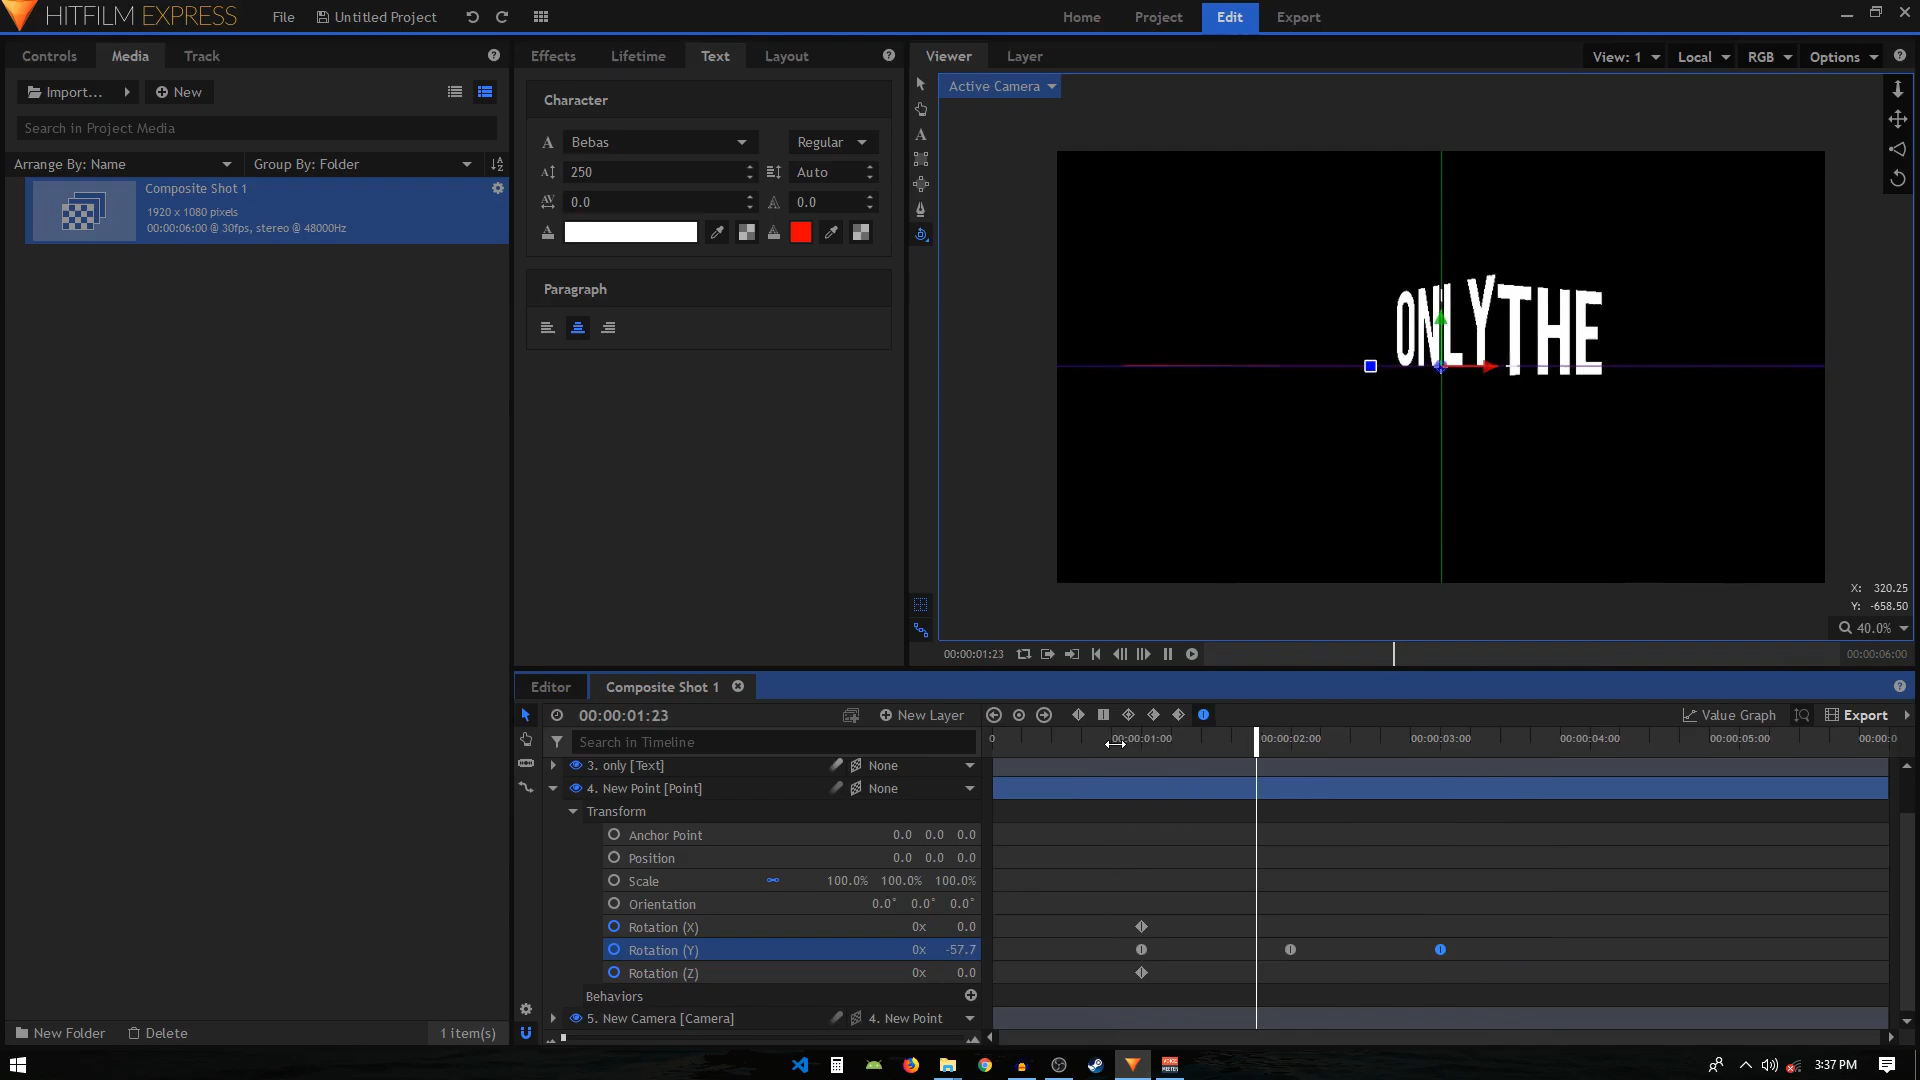 HITFILM EXPRESS
File
Untitled Project
Home
Project
Edit
Export
Controls
Media
Track
Import...
New
Search in Project Media
Arrange By: Name
Group By: Folder
Composite Shot 1
1920 x 1080 pixels
00:00:06:00 @ 30fps, stereo @ 48000Hz
New Folder
Delete
1 item(s)
Effects
Lifetime
Text
Layout
Character
Bebas
Regular
250
Auto
0.0
0.0
Paragraph
Viewer
Layer
View: 1
Local
RGB
Options
Active Camera
ONLYTHE
X: 320.25
Y: -658.50
40.0%
00:00:01:23
00:00:06:00
Editor
Composite Shot 1
00:00:01:23
New Layer
Value Graph
Export
Search in Timeline
0
00:00:01:00
00:00:02:00
00:00:03:00
00:00:04:00
00:00:05:00
00:00:0
3. only [Text] None
4. New Point [Point] None
Transform
Anchor Point 0.0 0.0 0.0
Position 0.0 0.0 0.0
Scale 100.0% 100.0% 100.0%
Orientation 0.0° 0.0° 0.0°
Rotation (X) 0x 0.0
Rotation (Y) 0x -57.7
Rotation (Z) 0x 0.0
Behaviors
5. New Camera [Camera] 4. New Point
3:37 PM